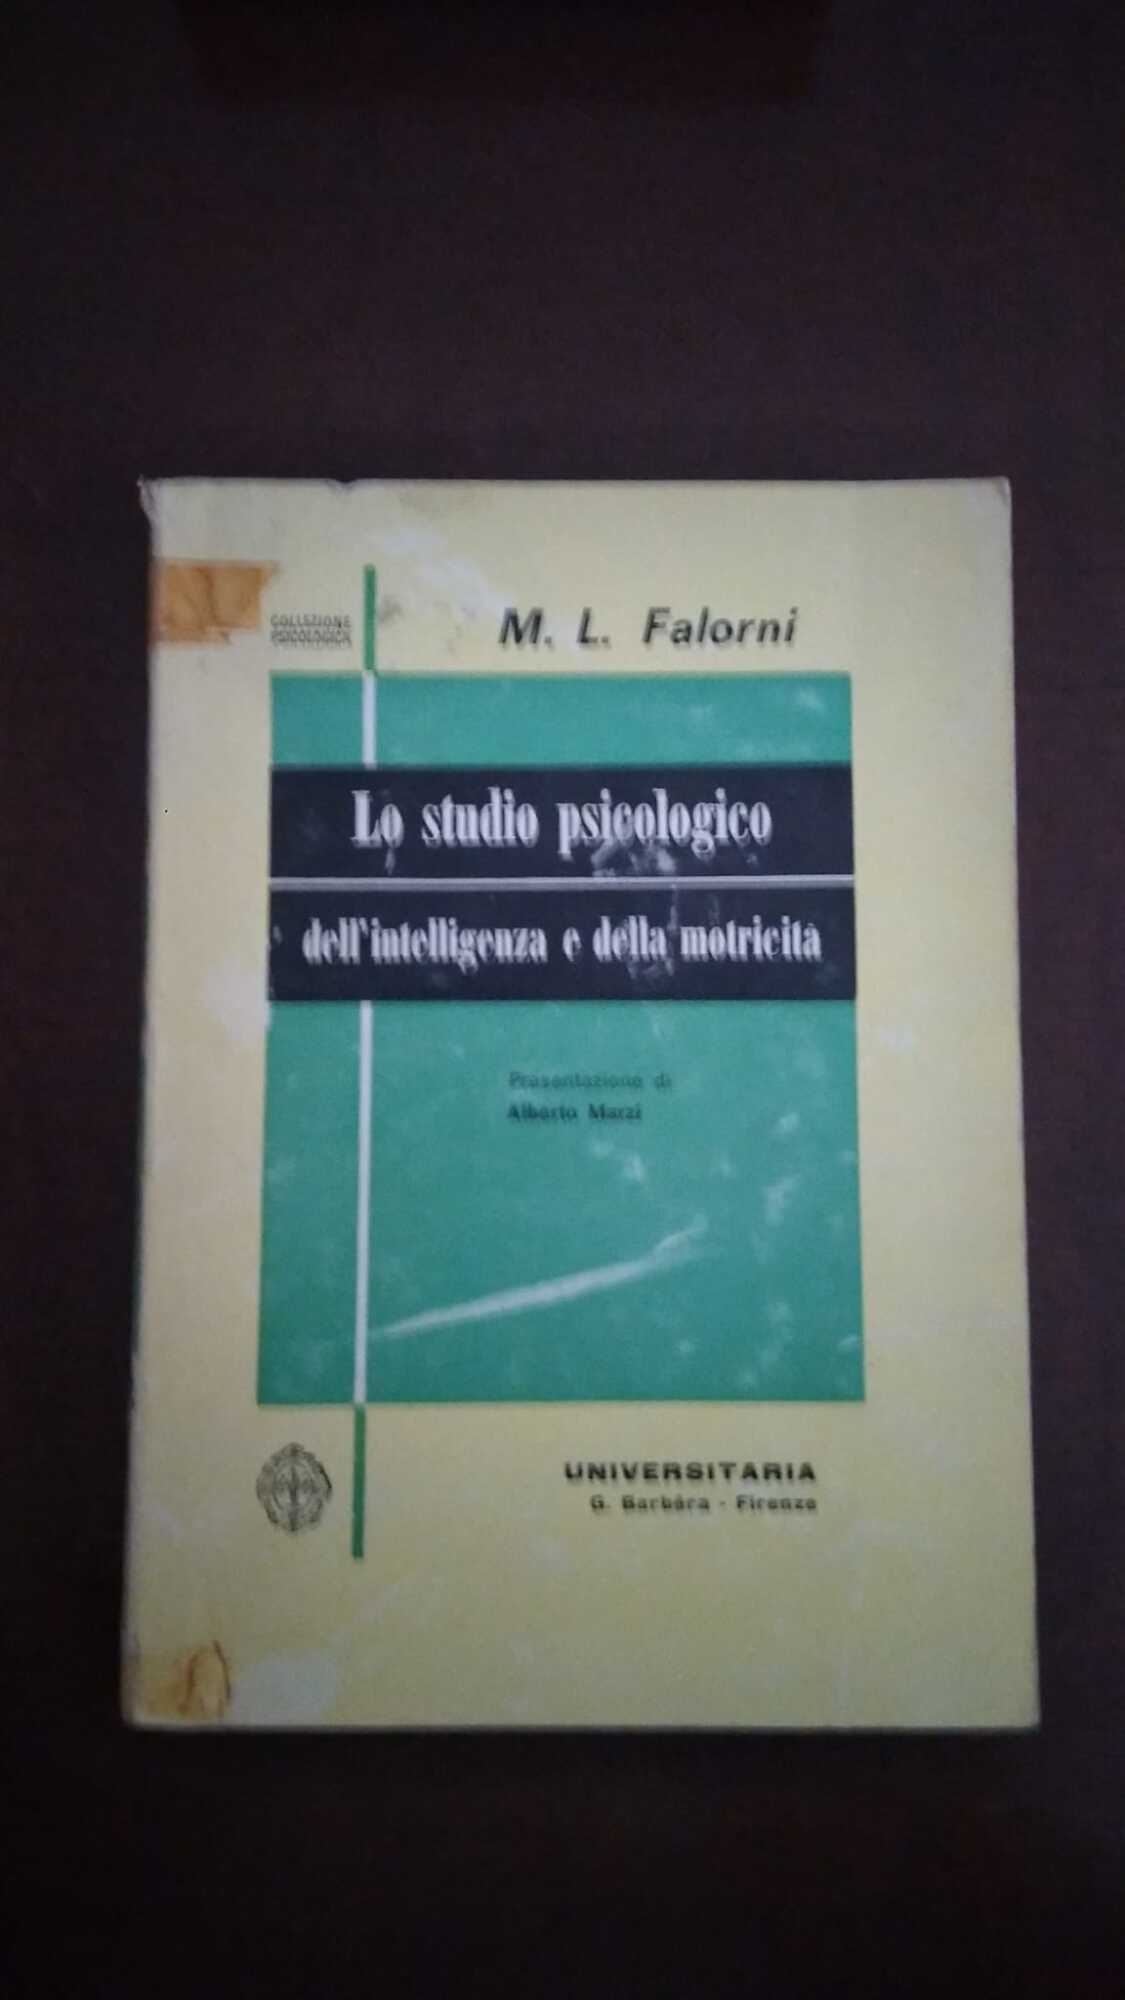 COLLEZIONE
PSICOLOGICA
M. L. Falorni
Lo studio psicologico
dell'intelligenza e della motricità
Presentazione di
Alberto Marzi
UNIVERSITARIA
G. Barbèra - Firenze